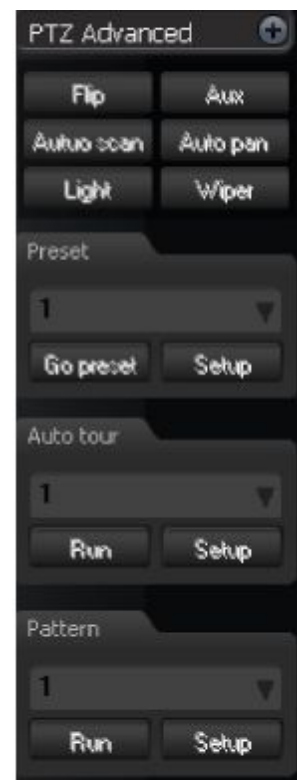 PTZ Advanced
Flip Aux
Autuo scan Auto pan
Light Wiper
Preset
1
Go preset Setup
Auto tour
1
Run Setup
Pattern
1
Run Setup